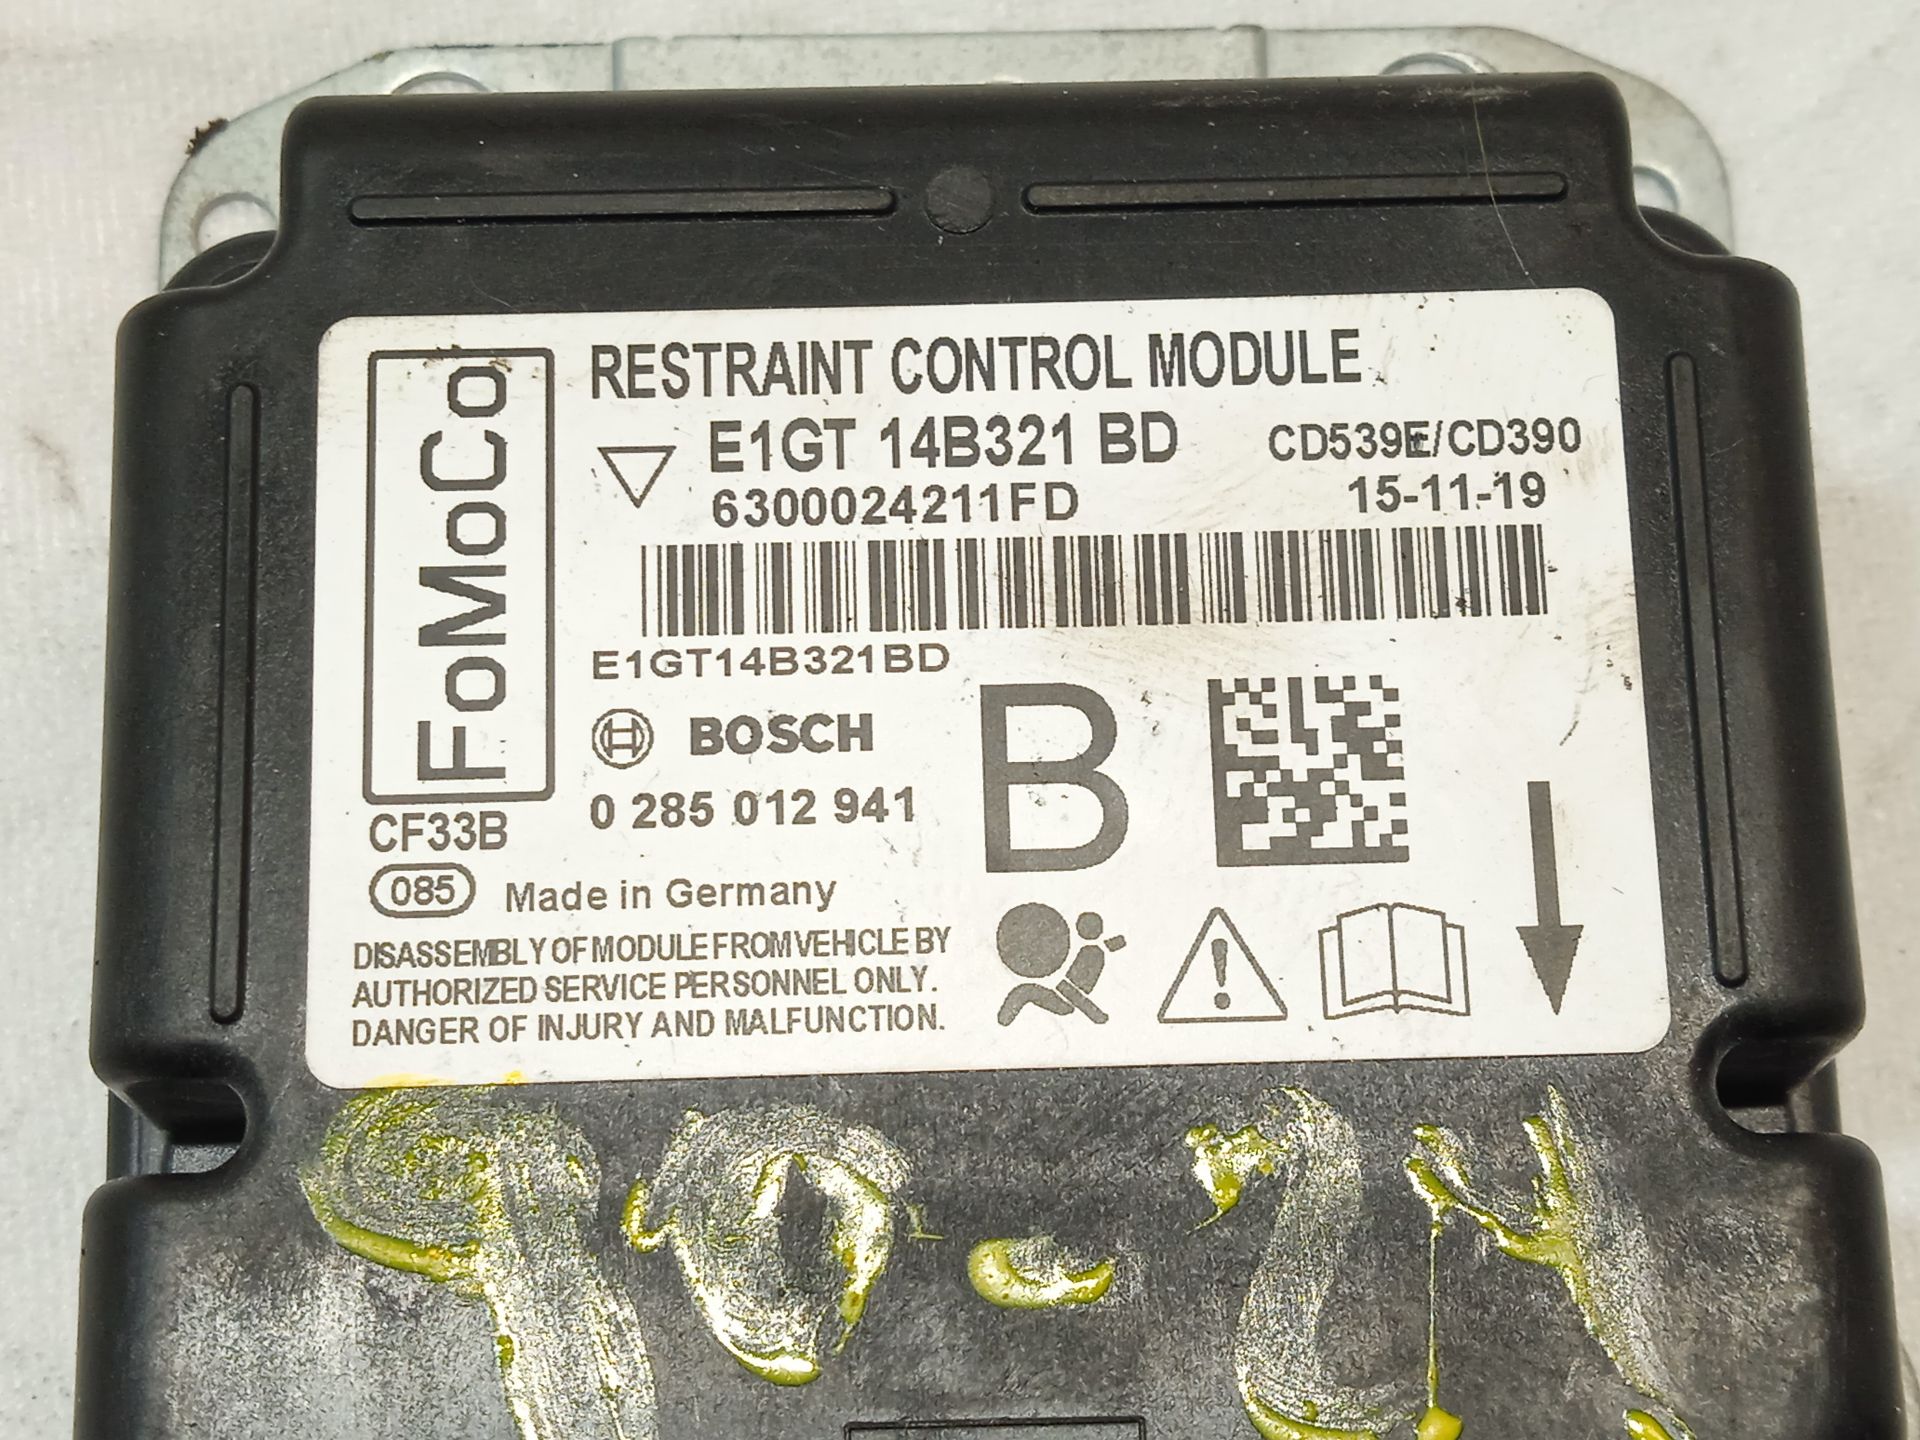 RESTRAINT CONTROL MODULE
FoMoCo
E1GT 14B321 BD
CD539E/CD390
6300024211FD
15-11-19
E1GT14B321BD
BOSCH
B
0 285 012 941
CF33B
085
Made in Germany
DISASSEMBLY OF MODULE FROM VEHICLE BY
AUTHORIZED SERVICE PERSONNEL ONLY.
DANGER OF INJURY AND MALFUNCTION.